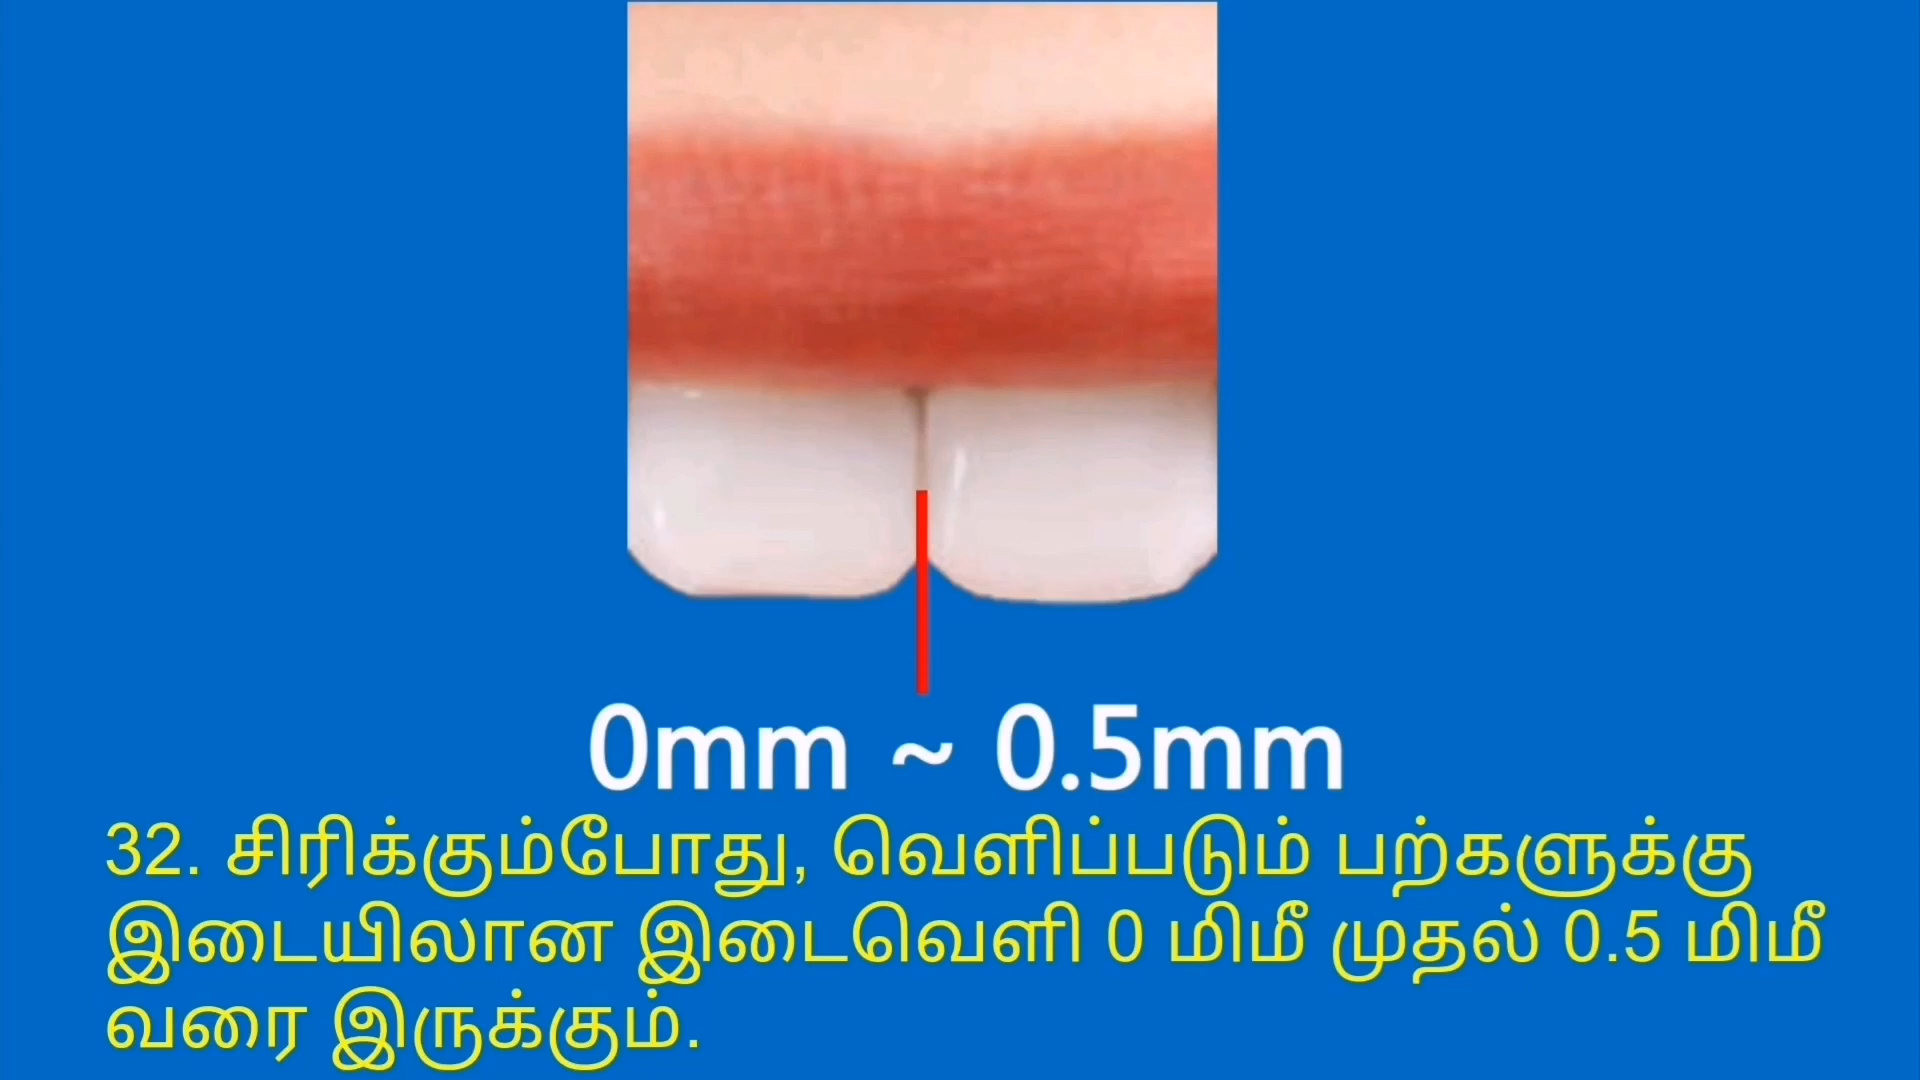 0mm ~ 0.5mm
32. சிரிக்கும்போது, வெளிப்படும் பற்களுக்கு
இடையிலான இடைவெளி 0 மிமீ முதல் 0.5 மிமீ
வரை இருக்கும்.